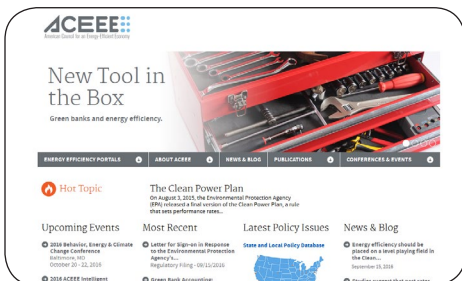 ACEEE
American Council for an Energy-Efficient Economy
New Tool in
the Box
Green banks and energy efficiency.
ENERGY EFFICIENCY PORTALS
ABOUT ACEEE
NEWS & BLOG
PUBLICATIONS
CONFERENCES & EVENTS
Hot Topic
The Clean Power Plan
On August 3, 2015, the Environmental Protection Agency
(EPA) released a final version of the Clean Power Plan, a rule
that sets performance rates...
Upcoming Events
2016 Behavior, Energy & Climate
Change Conference
Baltimore, MD
October 20 - 22, 2016
2016 ACEEE Intelligent
Most Recent
Letter for Sign-on in Response
to the Environmental Protection
Agency's...
Regulatory Filing - 09/15/2016
Green Bank Accounting:
Latest Policy Issues
State and Local Policy Database
News & Blog
Energy efficiency should be
placed on a level playing field in
the Clean...
September 15, 2016